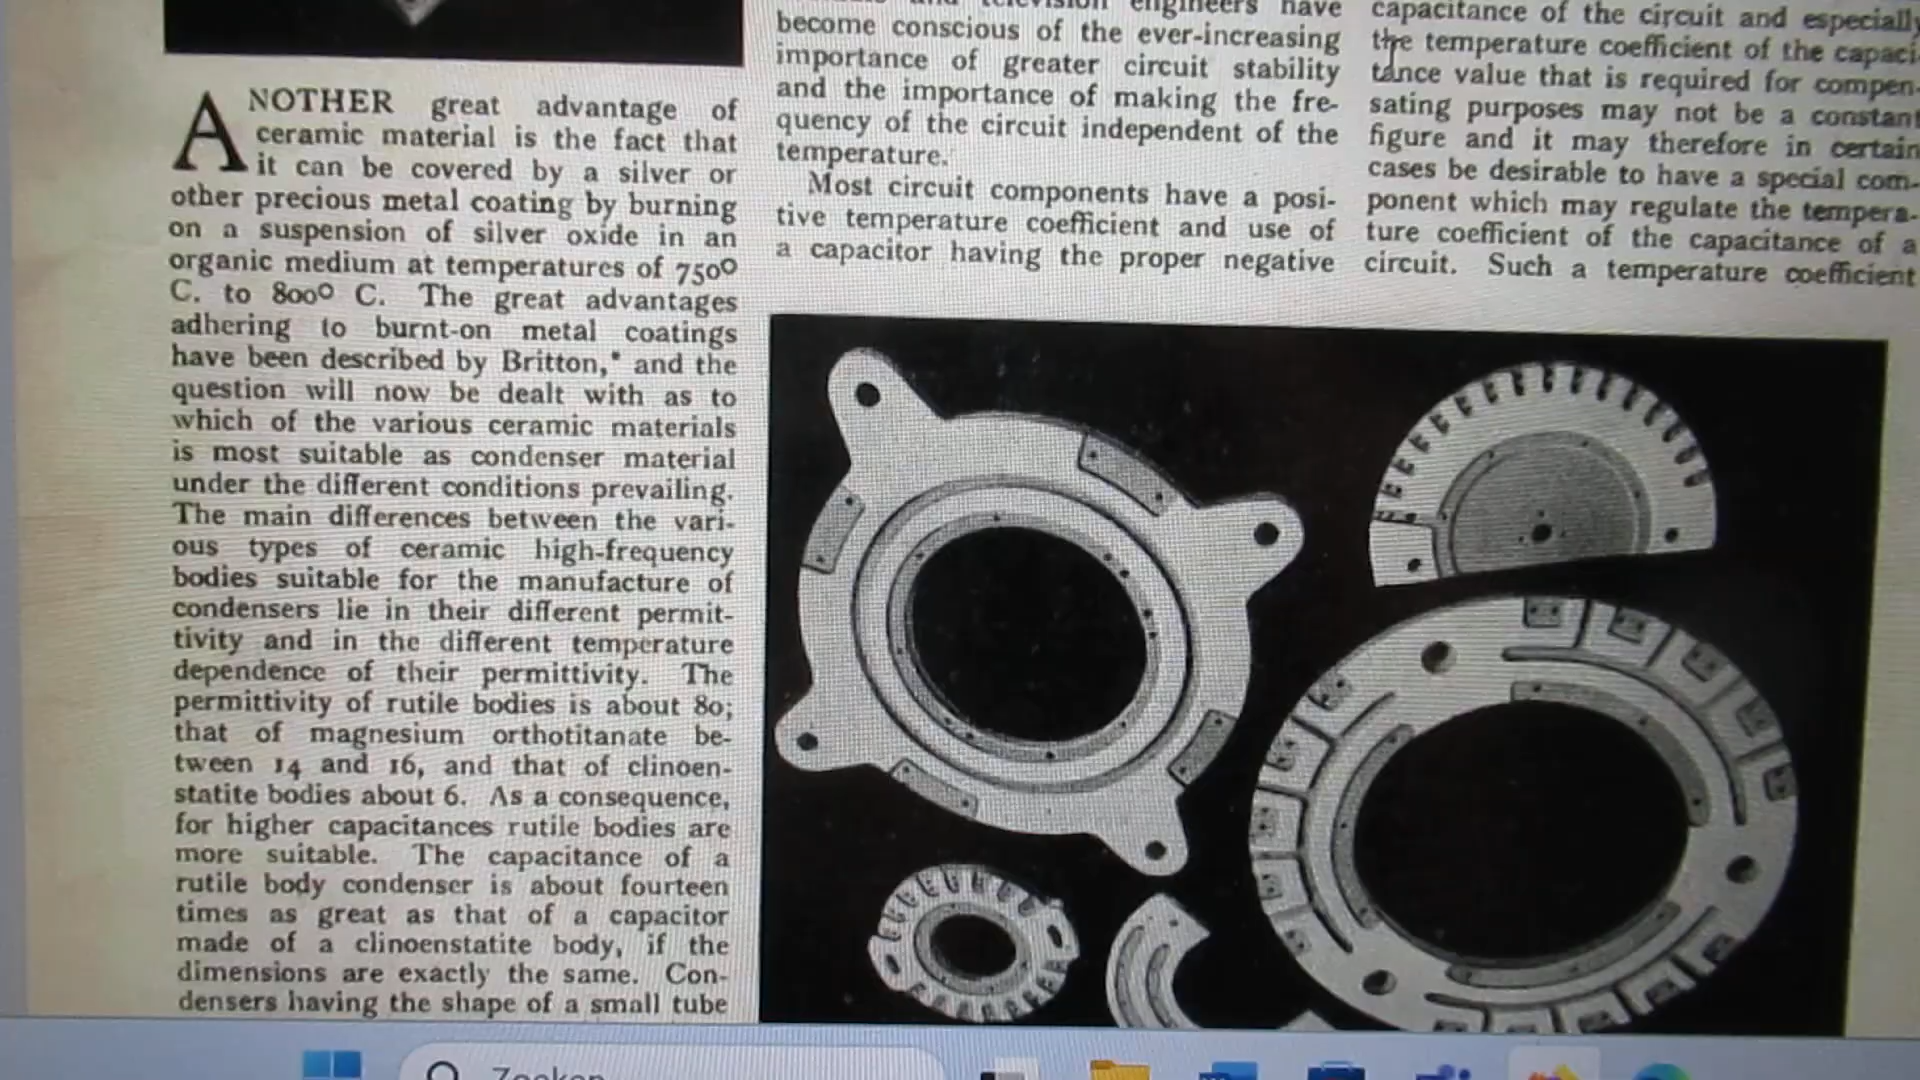 ANOTHER great advantage of
ceramic material is the fact that
it can be covered by a silver or
other precious metal coating by burning
on a suspension of silver oxide in an
organic medium at temperatures of 750°
C. to 800° C. The great advantages
adhering to burnt-on metal coatings
have been described by Britton,* and the
question will now be dealt with as to
which of the various ceramic materials
is most suitable as condenser material
under the different conditions prevailing.
The main differences between the vari-
ous types of ceramic high-frequency
bodies suitable for the manufacture of
condensers lie in their different permit-
tivity and in the different temperature
dependence of their permittivity. The
permittivity of rutile bodies is about 80;
that of magnesium orthotitanate be-
tween 14 and 16, and that of clinoen-
statite bodies about 6. As a consequence,
for higher capacitances rutile bodies are
more suitable. The capacitance of a
rutile body condenser is about fourteen
times as great as that of a capacitor
made of a clinoenstatite body, if the
dimensions are exactly the same. Con-
densers having the shape of a small tube
and television engineers have
become conscious of the ever-increasing
importance of greater circuit stability
and the importance of making the fre-
quency of the circuit independent of the
temperature.
Most circuit components have a posi-
tive temperature coefficient and use of
a capacitor having the proper negative
capacitance of the circuit and especially
the temperature coefficient of the capaci-
tance value that is required for compen-
sating purposes may not be a constant
figure and it may therefore in certain
cases be desirable to have a special com-
ponent which may regulate the tempera-
ture coefficient of the capacitance of a
circuit. Such a temperature coefficient
Zoeken